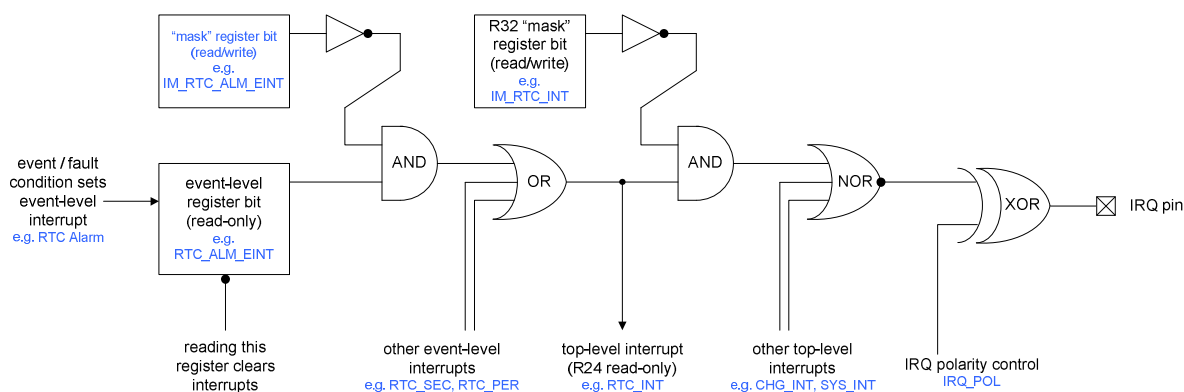 “mask” register bit
(read/write)
e.g.
IM_RTC_ALM_EINT
R32 “mask”
register bit
(read/write)
e.g.
IM_RTC_INT
event / fault
condition sets
event-level
interrupt
e.g. RTC Alarm
event-level
register bit
(read-only)
e.g.
RTC_ALM_EINT
AND
OR
AND
NOR
XOR
IRQ pin
reading this
register clears
interrupts
other event-level
interrupts
e.g. RTC_SEC, RTC_PER
top-level interrupt
(R24 read-only)
e.g. RTC_INT
other top-level
interrupts
e.g. CHG_INT, SYS_INT
IRQ polarity control
IRQ_POL